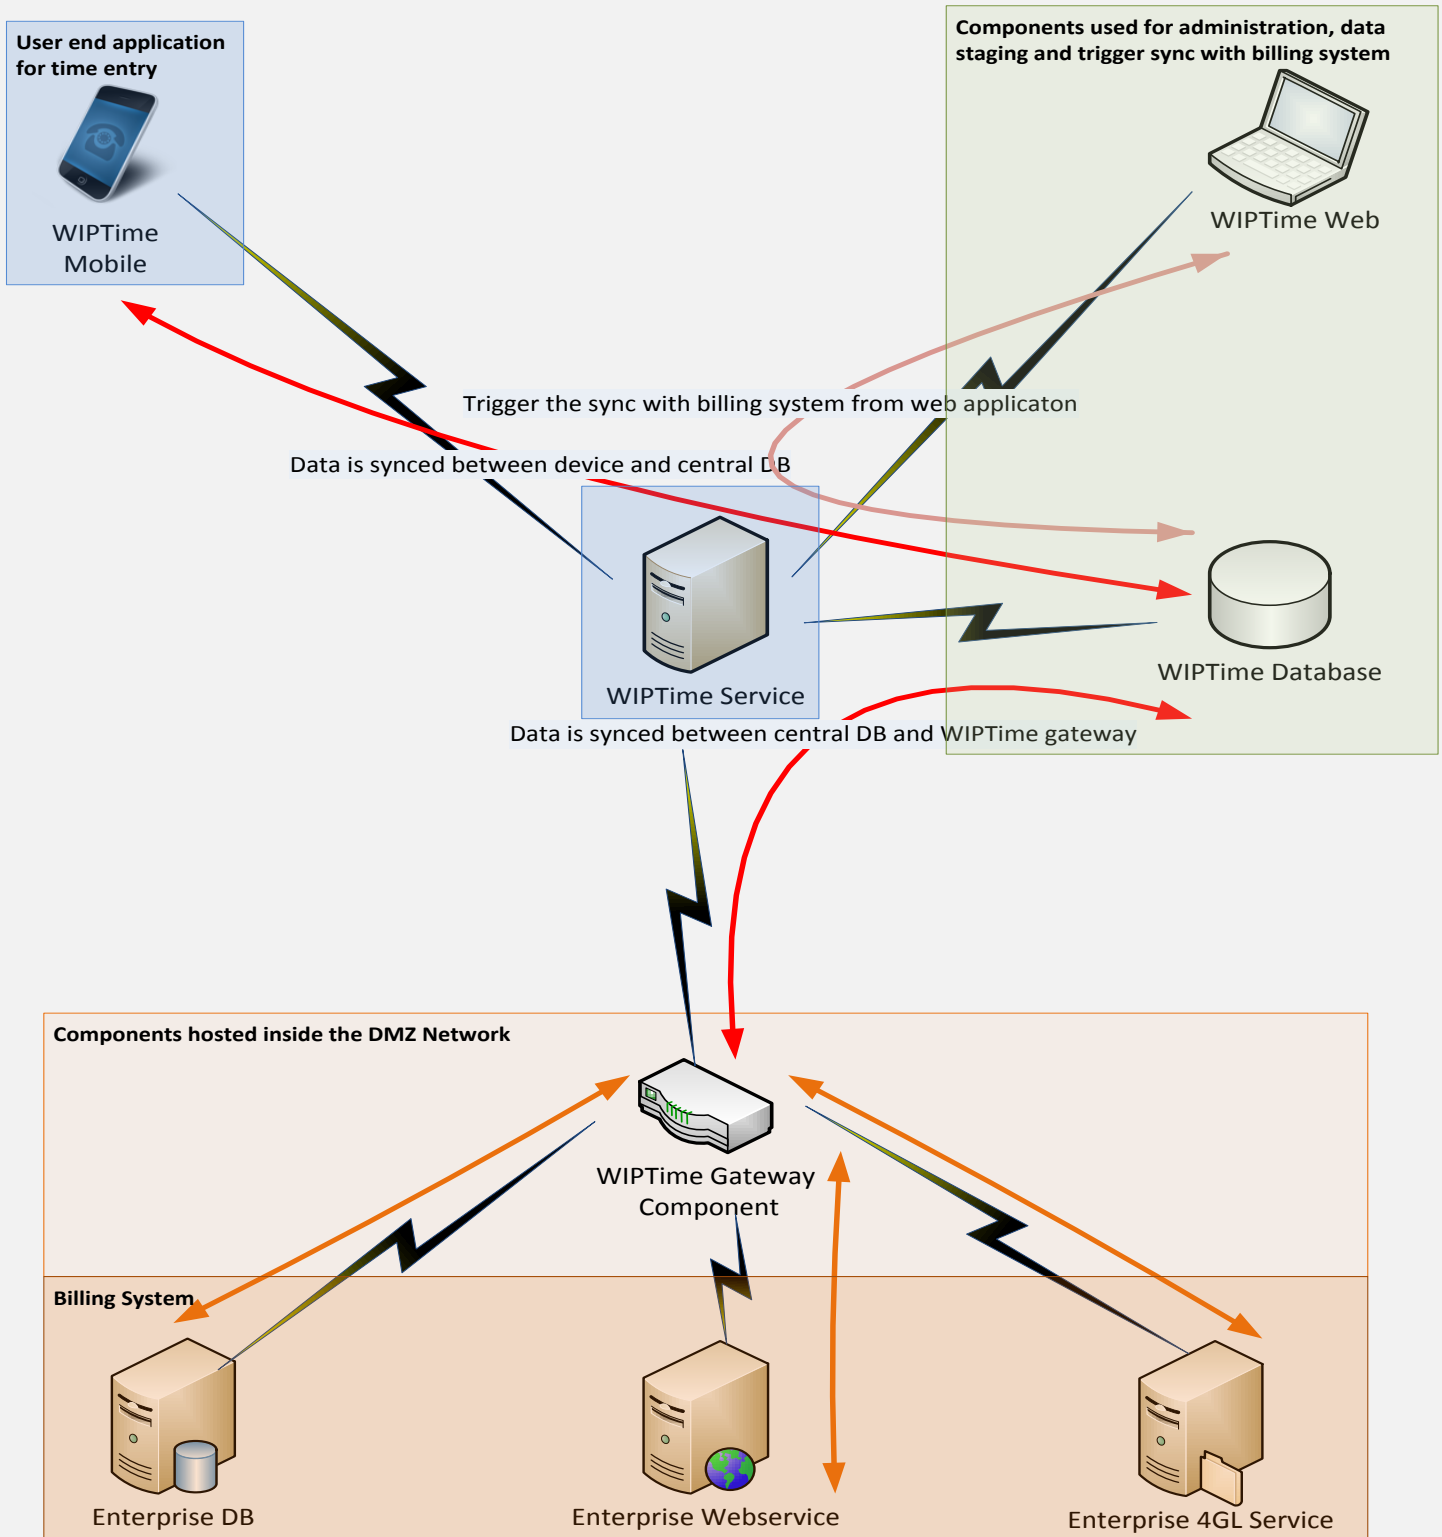 User end application
for time entry
Components used for administration, data
staging and trigger sync with billing system
WIPTime
Mobile
WIPTime Web
Trigger the sync with billing system from web applicaton
Data is synced between device and central DB
WIPTime Service
WIPTime Database
Data is synced between central DB and WIPTime gateway
Components hosted inside the DMZ Network
WIPTime Gateway
Component
Billing System
Enterprise DB
Enterprise Webservice
Enterprise 4GL Service